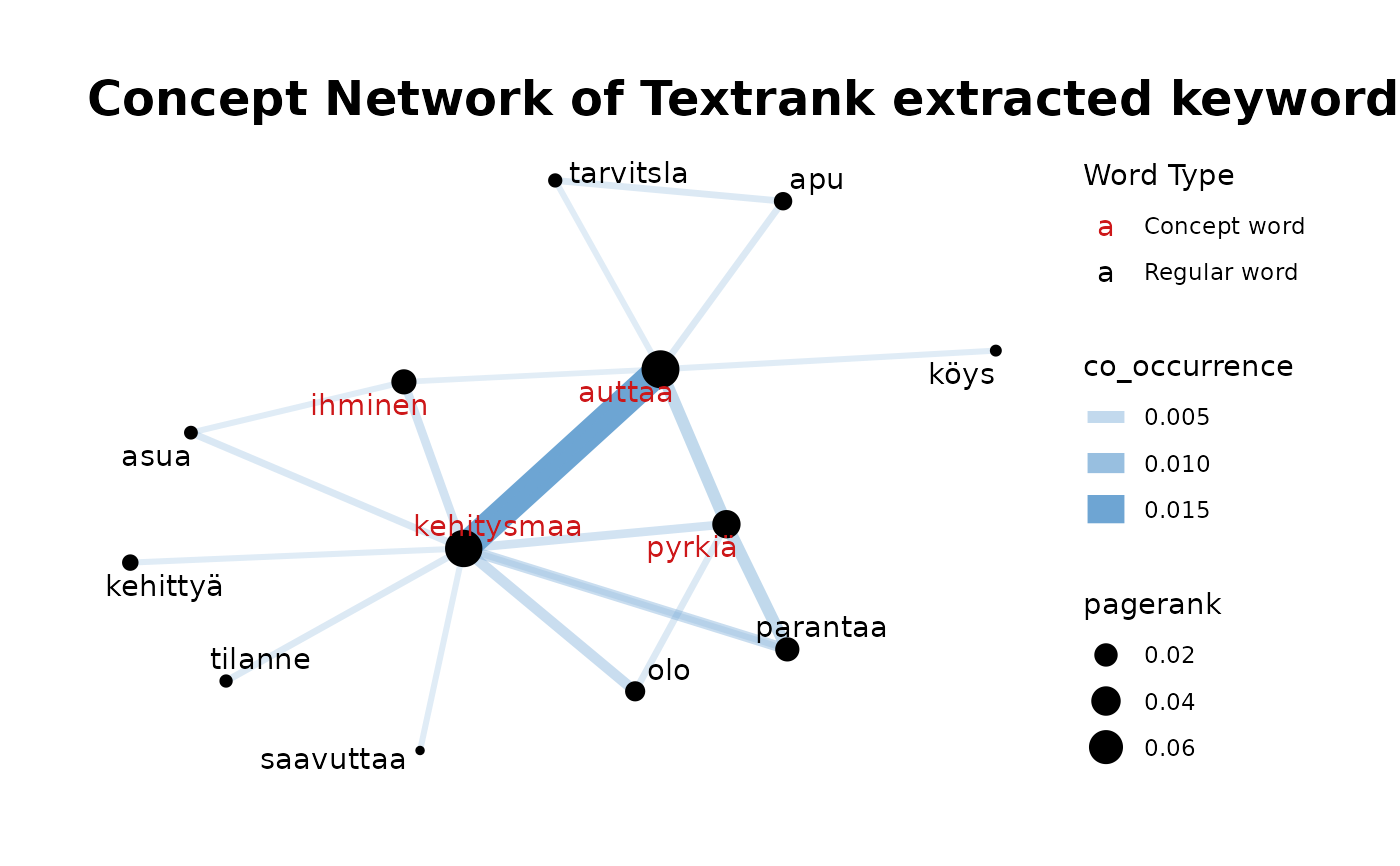 Concept Network of Textrank extracted keyword
tarvitsla
apu
köys
auttaa
ihminen
asua
kehitysmaa
pyrkiä
kehittyä
parantaa
tilanne
olo
saavuttaa
Word Type
a Concept word
a Regular word
co_occurrence
0.005
0.010
0.015
pagerank
0.02
0.04
0.06